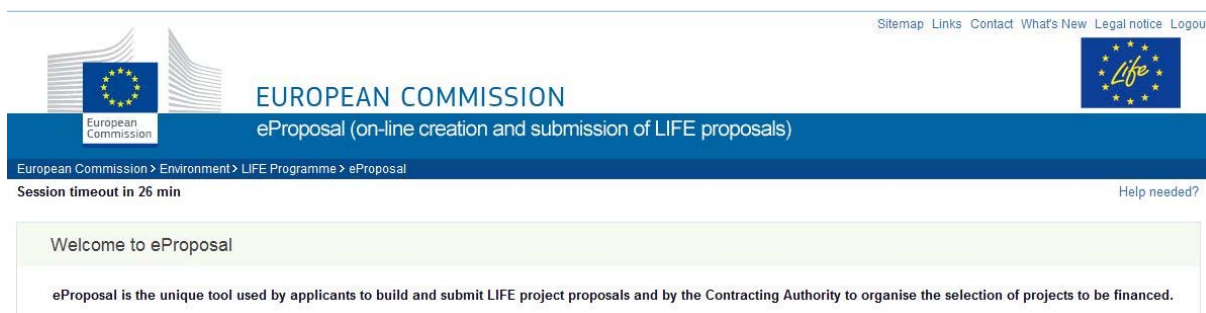 Sitemap Links Contact What's New Legal notice Logou
Life
EUROPEAN COMMISSION
European
Commission
eProposal (on-line creation and submission of LIFE proposals)
European Commission > Environment > LIFE Programme > eProposal
Session timeout in 26 min
Help needed?
Welcome to eProposal
eProposal is the unique tool used by applicants to build and submit LIFE project proposals and by the Contracting Authority to organise the selection of projects to be financed.